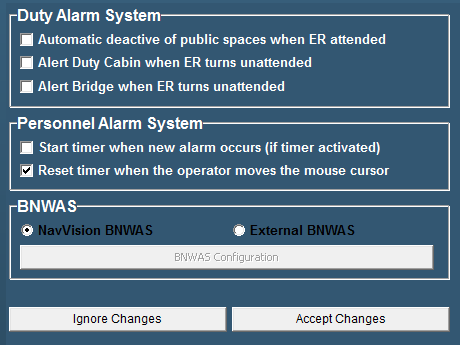 Duty Alarm System
Automatic deactive of public spaces when ER attended
Alert Duty Cabin when ER turns unattended
Alert Bridge when ER turns unattended
Personnel Alarm System
Start timer when new alarm occurs (if timer activated)
Reset timer when the operator moves the mouse cursor
BNWAS
NavVision BNWAS External BNWAS
BNWAS Configuration
Ignore Changes Accept Changes